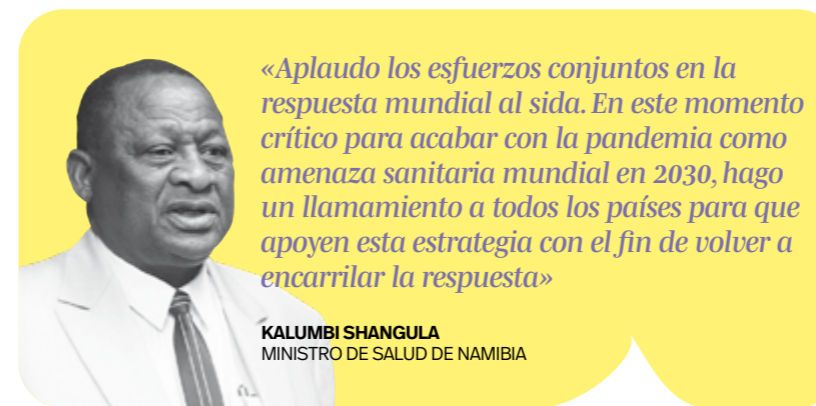 «Aplaudo los esfuerzos conjuntos en la
respuesta mundial al sida. En este momento
crítico para acabar con la pandemia como
amenaza sanitaria mundial en 2030, hago
un llamamiento a todos los países para que
apoyen esta estrategia con el fin de volver a
encarrilar la respuesta»
KALUMBI SHANGULA
MINISTRO DE SALUD DE NAMIBIA